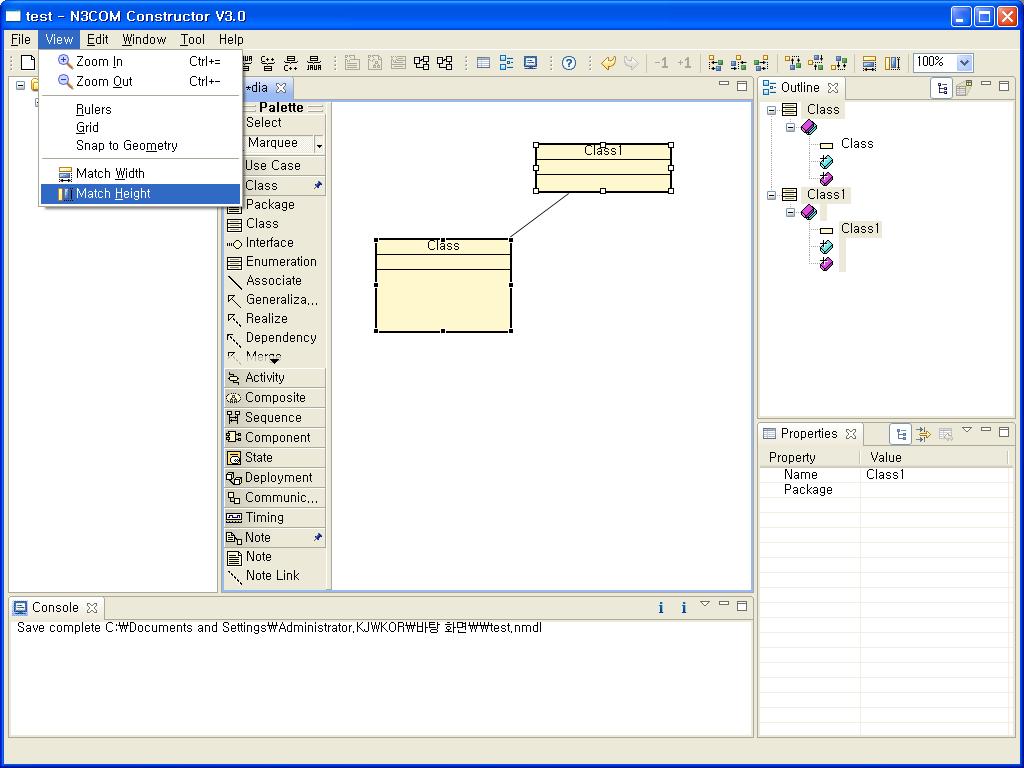 test - N3COM Constructor V3.0
File View Edit Window Tool Help
Zoom In Ctrl+=
Zoom Out Ctrl+-
Rulers
Grid
Snap to Geometry
Match Width
Match Height
-1 +1
100%
*dia
Palette
Select
Marquee
Use Case
Class
Package
Class
Interface
Enumeration
Associate
Generaliza...
Realize
Dependency
Merge
Activity
Composite
Sequence
Component
State
Deployment
Communic...
Timing
Note
Note
Note Link
Class1
Class
Outline
Class
Class
Class1
Class1
Properties
Property Value
Name Class1
Package
Console
Save complete C:₩Documents and Settings₩Administrator.KJWKOR₩바탕 화면₩₩test.nmdl